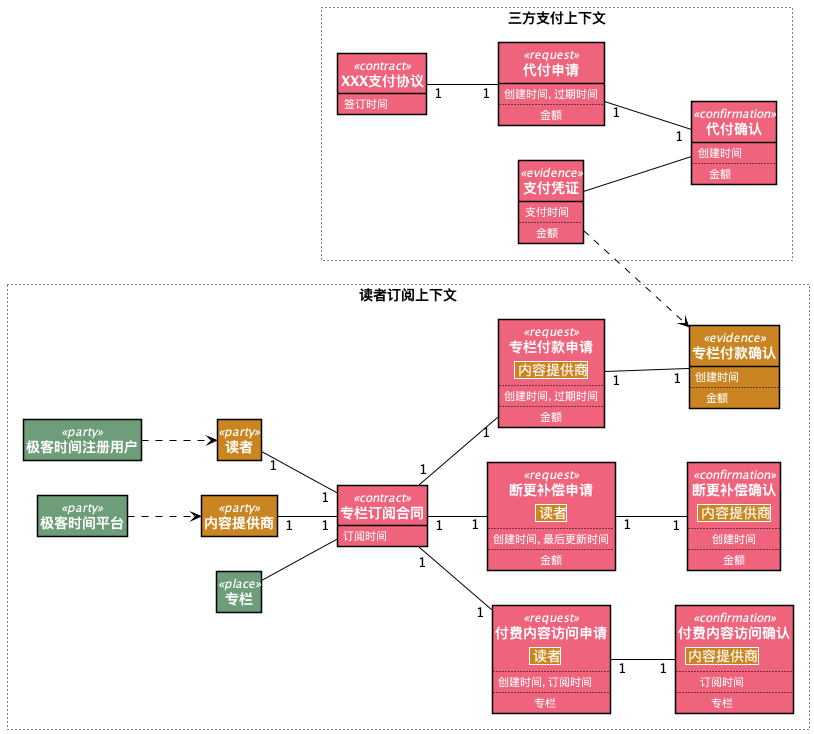 三方支付上下文
«contract»
XXX支付协议
签订时间
1
1
«request»
代付申请
创建时间, 过期时间
金额
1
1
«confirmation»
代付确认
创建时间
金额
«evidence»
支付凭证
支付时间
金额
读者订阅上下文
«request»
专栏付款申请
内容提供商
创建时间, 过期时间
金额
1
1
«evidence»
专栏付款确认
创建时间
金额
«party»
极客时间注册用户
«party»
读者
1
1
«party»
极客时间平台
«party»
内容提供商
1
1
«place»
专栏
«contract»
专栏订阅合同
订阅时间
1
1
1
1
1
1
«request»
断更补偿申请
读者
创建时间, 最后更新时间
金额
1
1
«confirmation»
断更补偿确认
内容提供商
创建时间
金额
«request»
付费内容访问申请
读者
创建时间, 订阅时间
专栏
1
1
«confirmation»
付费内容访问确认
内容提供商
订阅时间
专栏